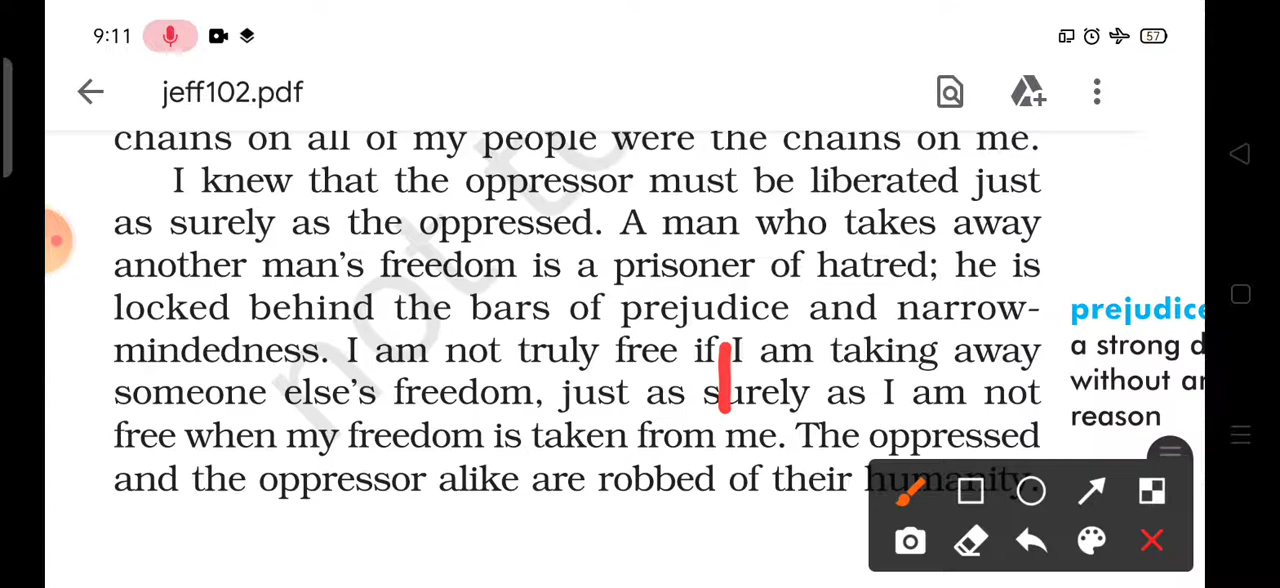 9:11
57
jeff102.pdf
chains on all of my people were the chains on me.
I knew that the oppressor must be liberated just
as surely as the oppressed. A man who takes away
another man's freedom is a prisoner of hatred; he is
locked behind the bars of prejudice and narrow-
mindedness. I am not truly free if I am taking away
someone else's freedom, just as surely as I am not
free when my freedom is taken from me. The oppressed
and the oppressor alike are robbed of their humanity.
prejudice
a strong d
without a
reason
not t